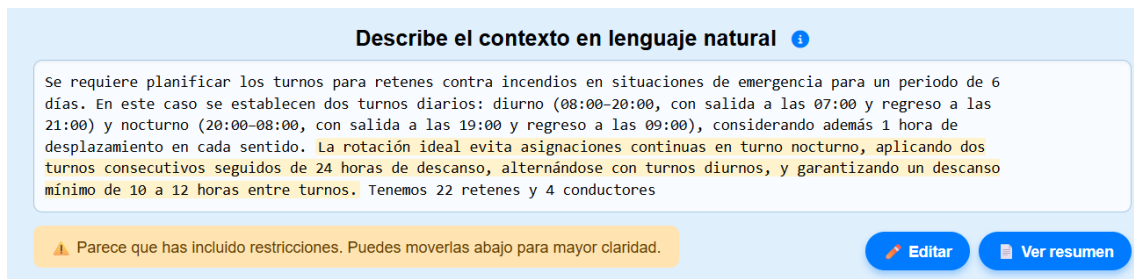 Describe el contexto en lenguaje natural
Se requiere planificar los turnos para retenes contra incendios en situaciones de emergencia para un periodo de 6
días. En este caso se establecen dos turnos diarios: diurno (08:00–20:00, con salida a las 07:00 y regreso a las
21:00) y nocturno (20:00–08:00, con salida a las 19:00 y regreso a las 09:00), considerando además 1 hora de
desplazamiento en cada sentido. La rotación ideal evita asignaciones continuas en turno nocturno, aplicando dos
turnos consecutivos seguidos de 24 horas de descanso, alternándose con turnos diurnos, y garantizando un descanso
mínimo de 10 a 12 horas entre turnos. Tenemos 22 retenes y 4 conductores
Parece que has incluido restricciones. Puedes moverlas abajo para mayor claridad.
Editar
Ver resumen